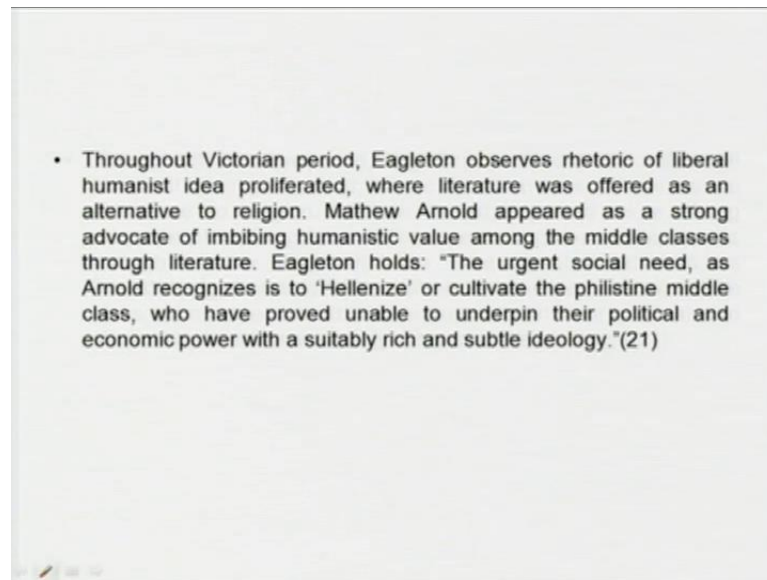 • Throughout Victorian period, Eagleton observes rhetoric of liberal
humanist idea proliferated, where literature was offered as an
alternative to religion. Mathew Arnold appeared as a strong
advocate of imbibing humanistic value among the middle classes
through literature. Eagleton holds: "The urgent social need, as
Arnold recognizes is to 'Hellenize' or cultivate the philistine middle
class, who have proved unable to underpin their political and
economic power with a suitably rich and subtle ideology."(21)